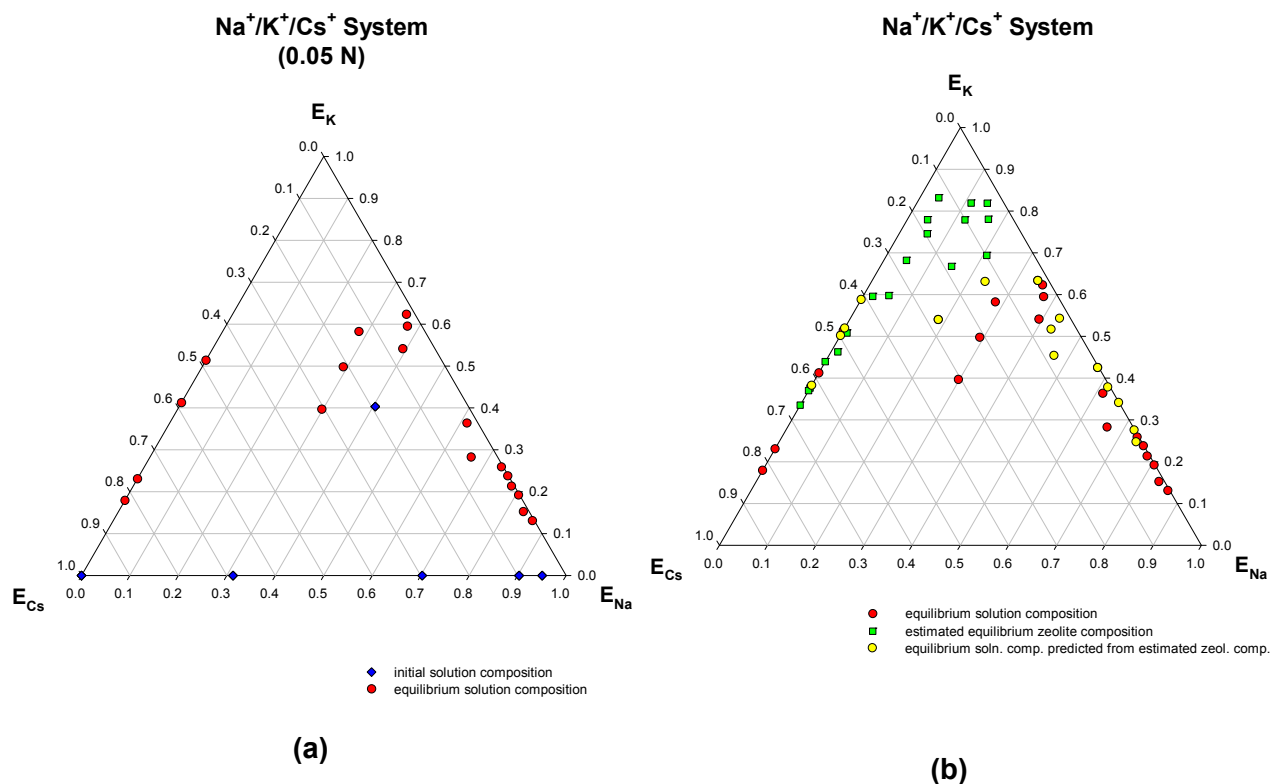 Na+/K+/Cs+ System
(0.05 N)
EK
0.0 1.0
0.1 0.9
0.2 0.8
0.3 0.7
0.4 0.6
0.5 0.5
0.6 0.4
0.7 0.3
0.8 0.2
0.9 0.1
1.0 0.0
ECs 0.0 0.1 0.2 0.3 0.4 0.5 0.6 0.7 0.8 0.9 1.0 ENa
initial solution composition
equilibrium solution composition
(a)
Na+/K+/Cs+ System
EK
0.0 1.0
0.1 0.9
0.2 0.8
0.3 0.7
0.4 0.6
0.5 0.5
0.6 0.4
0.7 0.3
0.8 0.2
0.9 0.1
1.0 0.0
ECs 0.0 0.1 0.2 0.3 0.4 0.5 0.6 0.7 0.8 0.9 1.0 ENa
equilibrium solution composition
estimated equilibrium zeolite composition
equilibrium soln. comp. predicted from estimated zeol. comp.
(b)